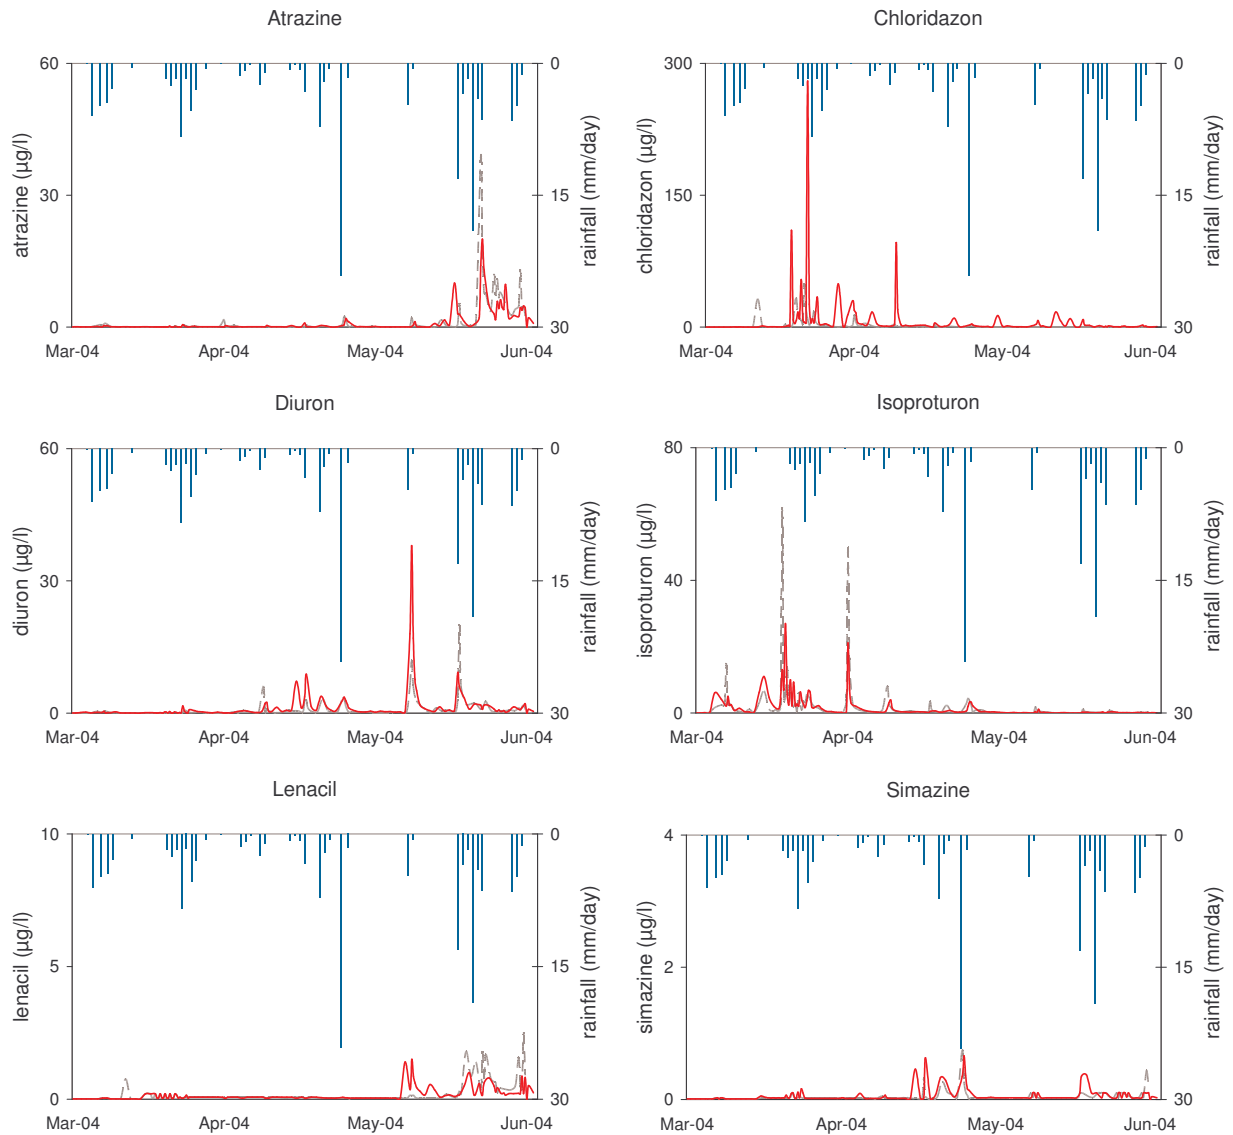 Atrazine
60
30
0
atrazine (µg/l)
0
15
30
rainfall (mm/day)
Mar-04 Apr-04 May-04 Jun-04
Chloridazon
300
150
0
chloridazon (µg/l)
0
15
30
rainfall (mm/day)
Mar-04 Apr-04 May-04 Jun-04
Diuron
60
30
0
diuron (µg/l)
0
15
30
rainfall (mm/day)
Mar-04 Apr-04 May-04 Jun-04
Isoproturon
80
40
0
isoproturon (µg/l)
0
15
30
rainfall (mm/day)
Mar-04 Apr-04 May-04 Jun-04
Lenacil
10
5
0
lenacil (µg/l)
0
15
30
rainfall (mm/day)
Mar-04 Apr-04 May-04 Jun-04
Simazine
4
2
0
simazine (µg/l)
0
15
30
rainfall (mm/day)
Mar-04 Apr-04 May-04 Jun-04